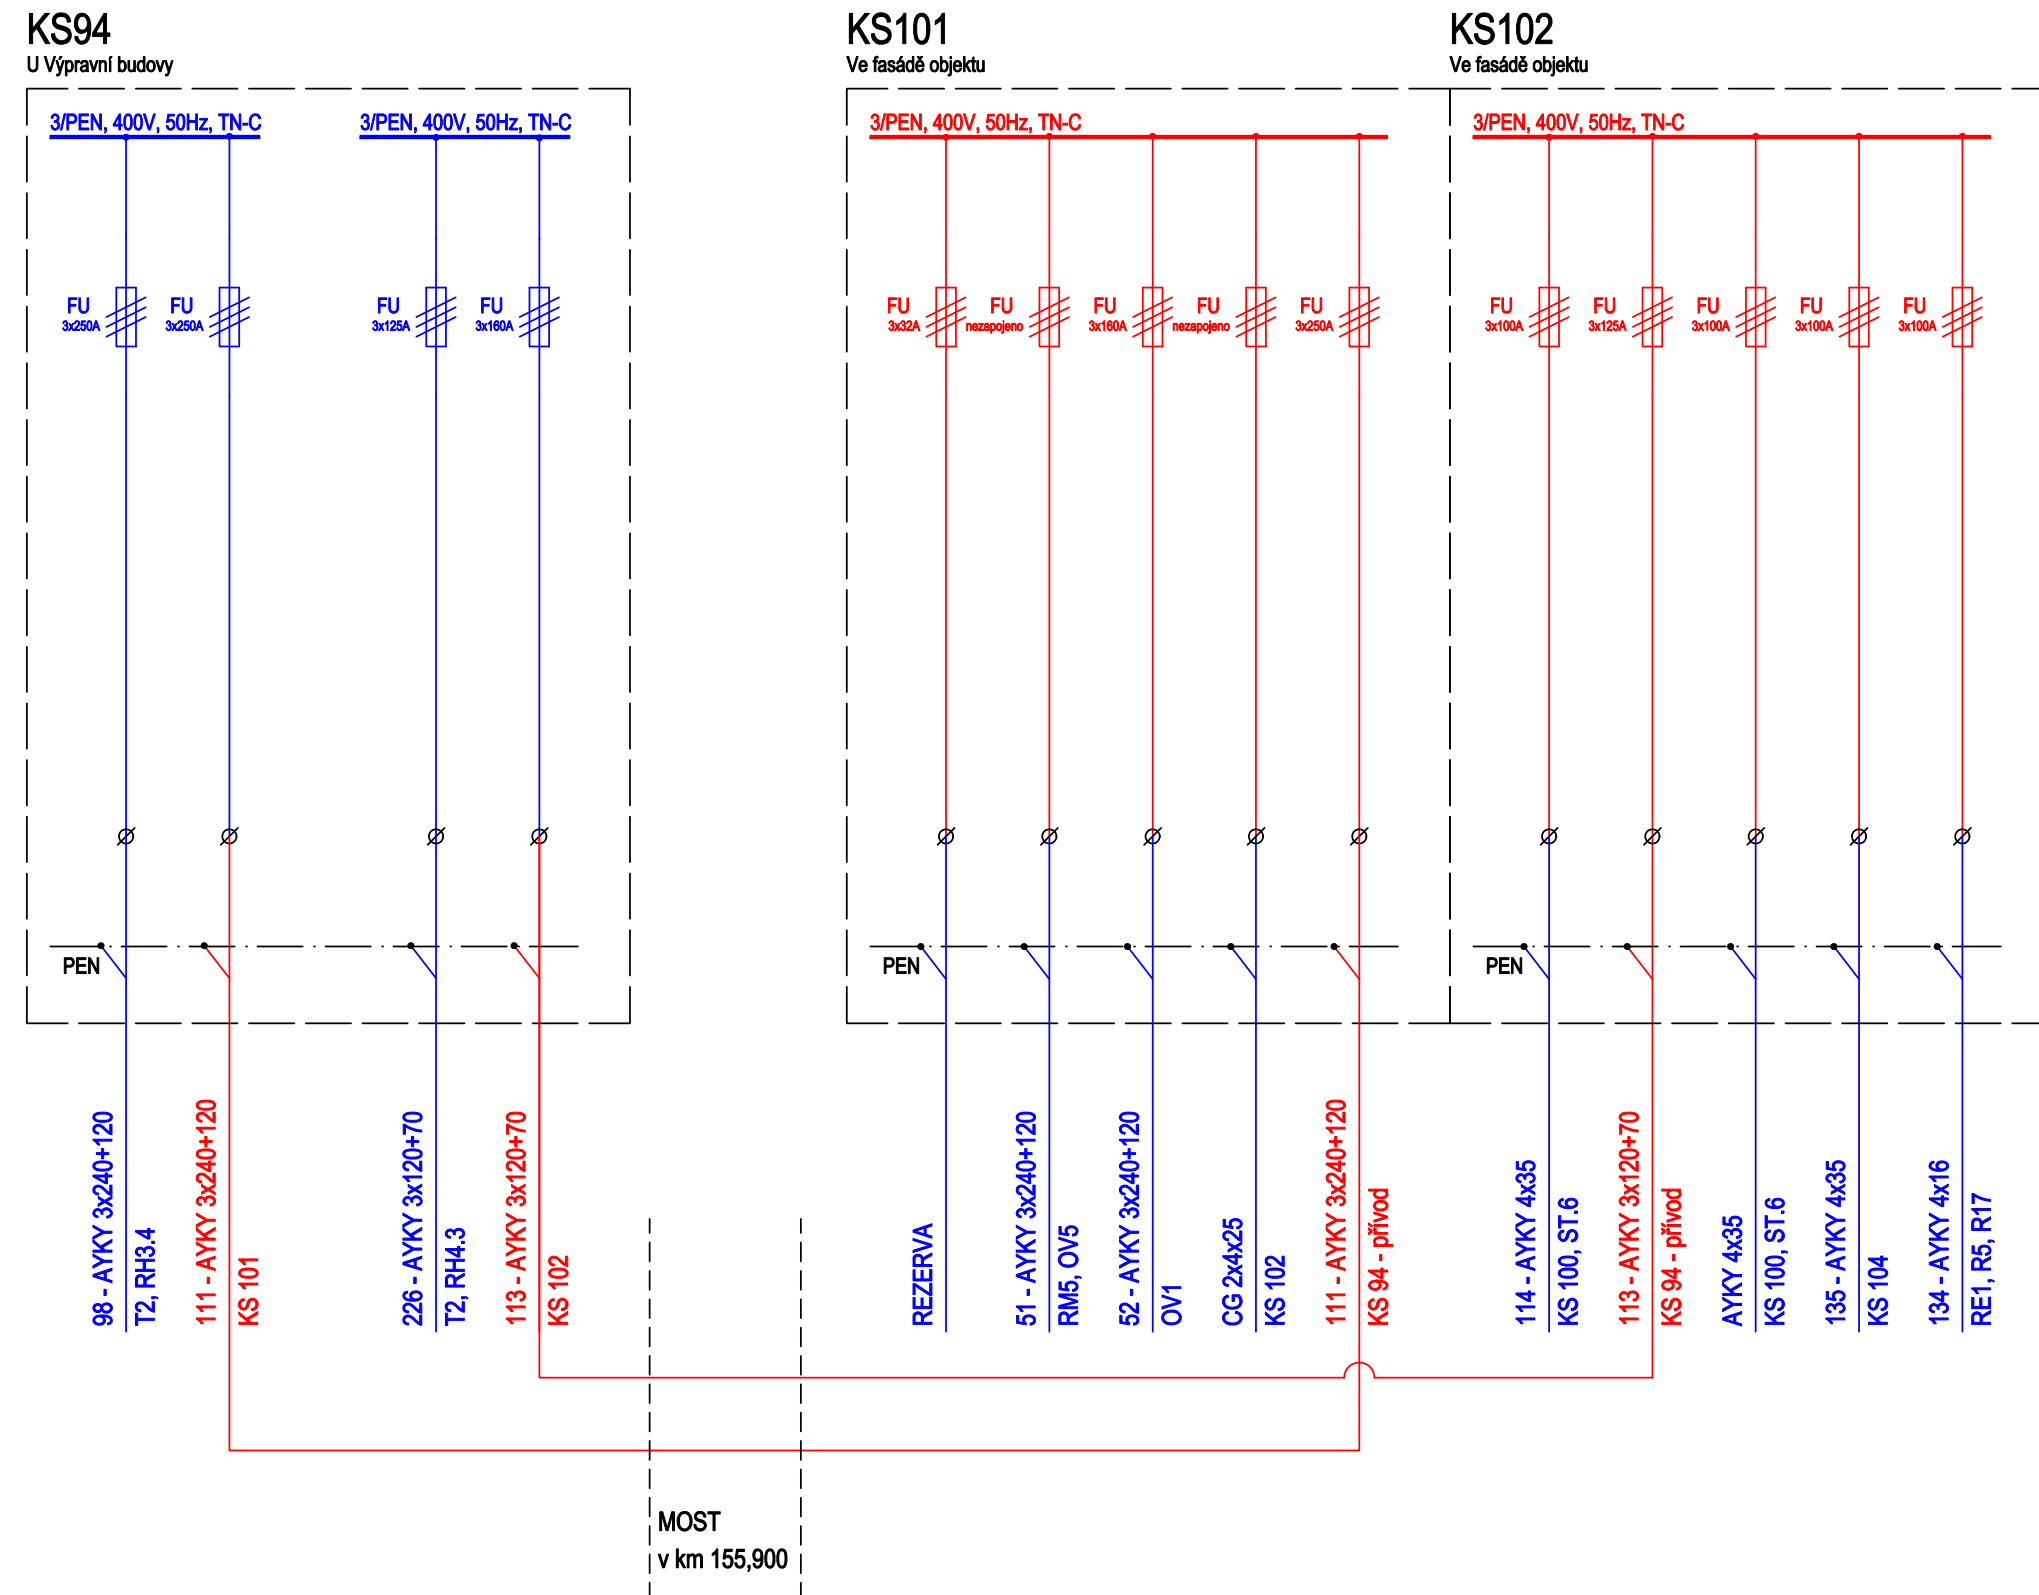 KS94
U Výpravní budovy
3/PEN, 400V, 50Hz, TN-C
3/PEN, 400V, 50Hz, TN-C
FU
3x250A
FU
3x250A
FU
3x125A
FU
3x160A
PEN
98 - AYKY 3x240+120
T2, RH3.4
111 - AYKY 3x240+120
KS 101
226 - AYKY 3x120+70
T2, RH4.3
113 - AYKY 3x120+70
KS 102
MOST
v km 155,900
KS101
Ve fasádě objektu
3/PEN, 400V, 50Hz, TN-C
FU
3x32A
FU
nezapojeno
FU
3x160A
FU
nezapojeno
FU
3x250A
PEN
REZERVA
51 - AYKY 3x240+120
RM5, OV5
52 - AYKY 3x240+120
OV1
CG 2x4x25
KS 102
111 - AYKY 3x240+120
KS 94 - přívod
KS102
Ve fasádě objektu
3/PEN, 400V, 50Hz, TN-C
FU
3x100A
FU
3x125A
FU
3x100A
FU
3x100A
FU
3x100A
PEN
114 - AYKY 4x35
KS 100, ST.6
113 - AYKY 3x120+70
KS 94 - přívod
AYKY 4x35
KS 100, ST.6
135 - AYKY 4x35
KS 104
134 - AYKY 4x16
RE1, R5, R17